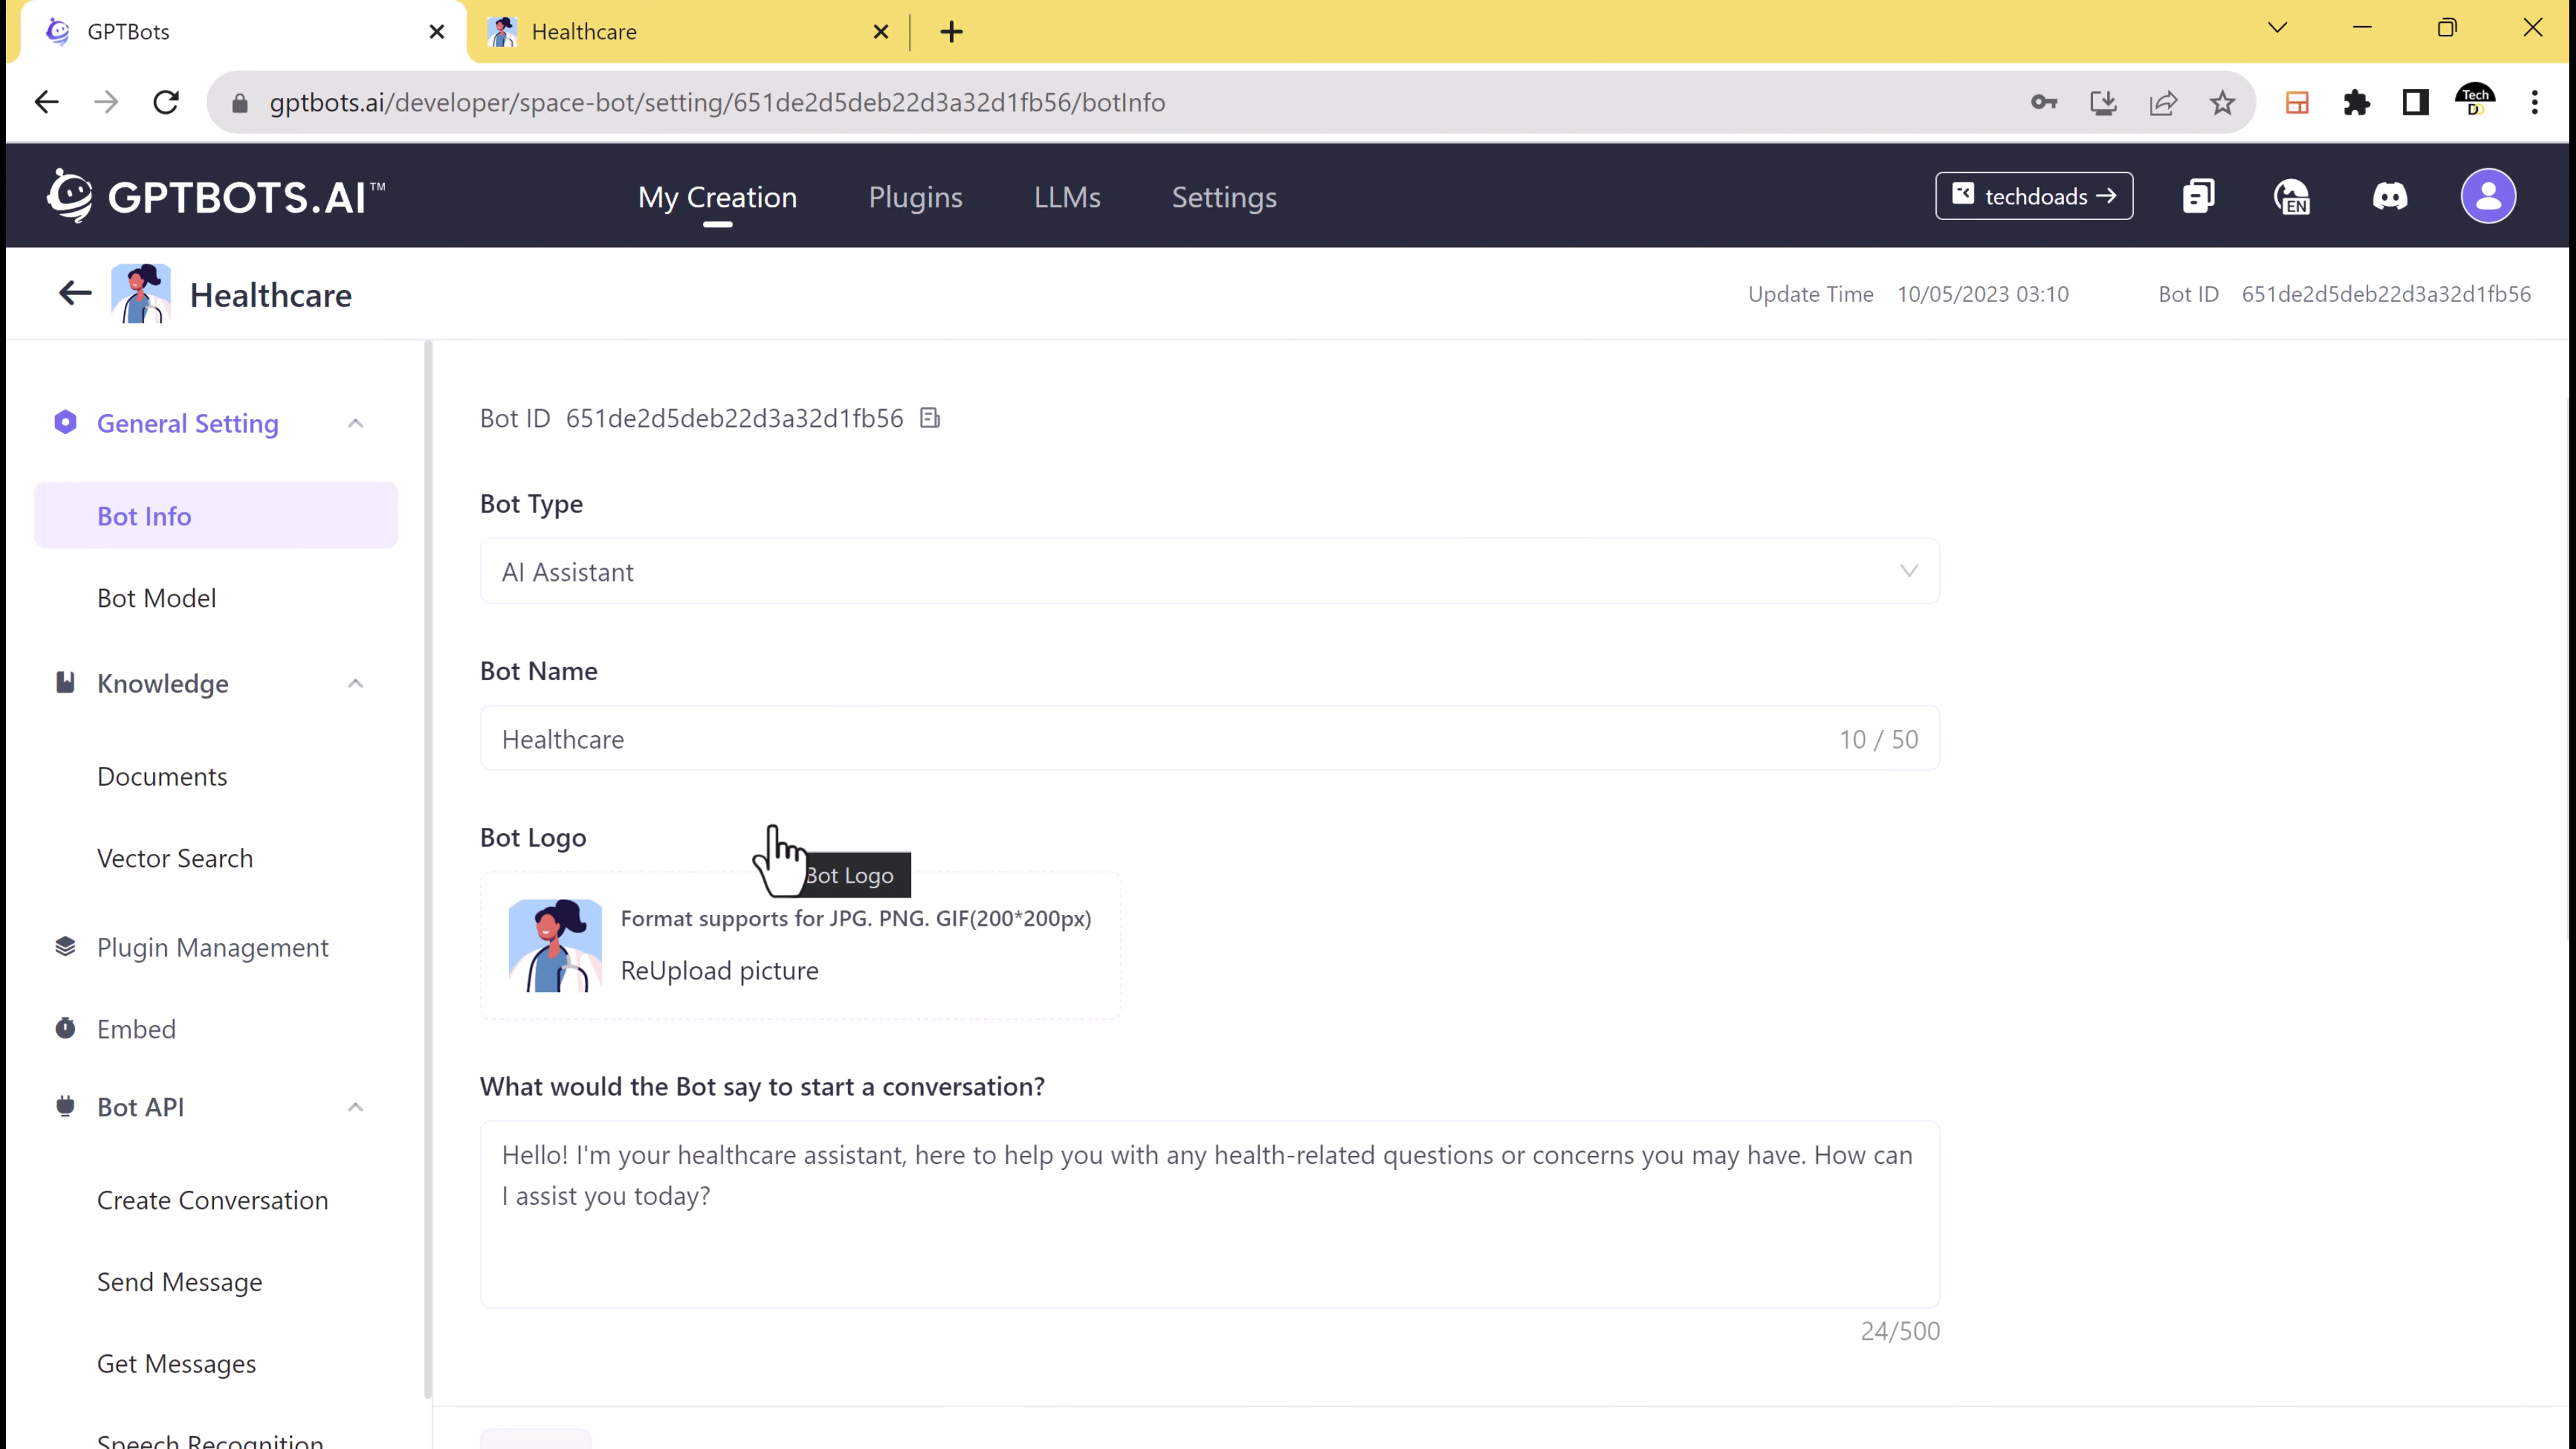 GPTBots
Healthcare
gptbots.ai/developer/space-bot/setting/651de2d5deb22d3a32d1fb56/botInfo
Tech
GPTBOTS.AI™
My Creation
Plugins
LLMs
Settings
techdoads →
EN
Healthcare
Update Time 10/05/2023 03:10
Bot ID 651de2d5deb22d3a32d1fb56
General Setting
Bot Info
Bot Model
Knowledge
Documents
Vector Search
Plugin Management
Embed
Bot API
Create Conversation
Send Message
Get Messages
Speech Recognition
Bot ID 651de2d5deb22d3a32d1fb56
Bot Type
AI Assistant
Bot Name
Healthcare
10 / 50
Bot Logo
Bot Logo
Format supports for JPG. PNG. GIF(200*200px)
ReUpload picture
What would the Bot say to start a conversation?
Hello! I'm your healthcare assistant, here to help you with any health-related questions or concerns you may have. How can
I assist you today?
24/500